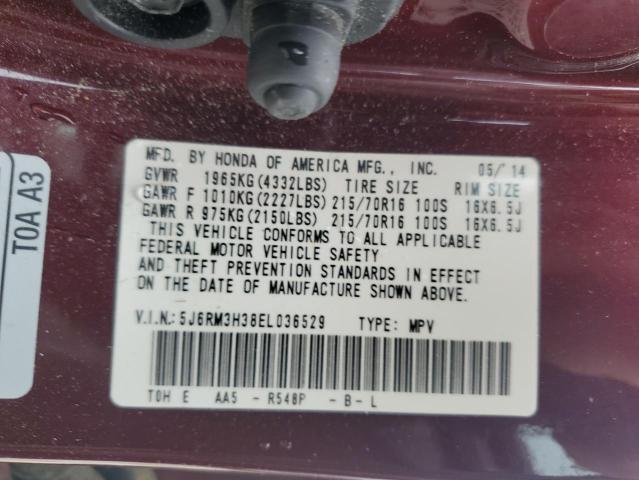 MFD. BY HONDA OF AMERICA MFG., INC. 05/ 14
GVWR 1965KG(4332LBS) TIRE SIZE RIM SIZE
GAWR F 1010KG(2227LBS)215/70R16 100S 16X6.5J
GAWR R 975KG(2150LBS)215/70R16 100S 16X6.5J
THIS VEHICLE CONFORMS TO ALL APPLICABLE
FEDERAL MOTOR VEHICLE SAFETY
AND THEFT PREVENTION STANDARDS IN EFFECT
ON THE DATE OF MANUFACTURE SHOWN ABOVE.
V.I.N.:5J6RM3H38EL036529 TYPE: MPV
T0H E AA5 - R548P - B - L
T0A A3